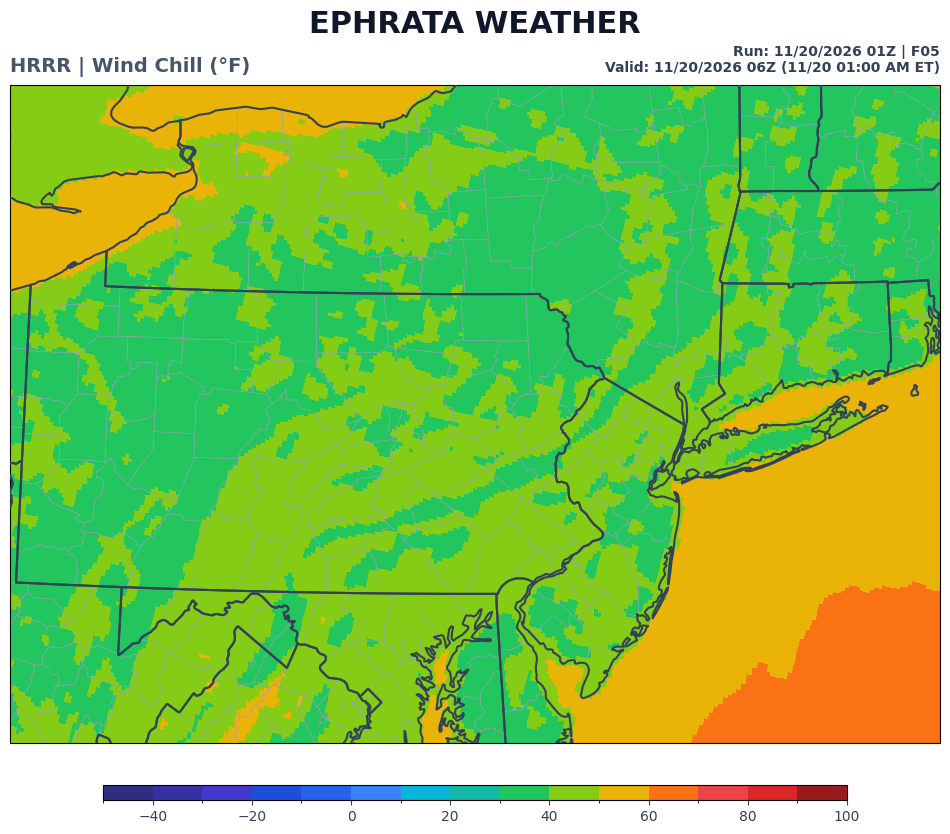 EPHRATA WEATHER
HRRR | Wind Chill (°F)
Run: 11/20/2026 01Z | F05
Valid: 11/20/2026 06Z (11/20 01:00 AM ET)
−40 −20 0 20 40 60 80 100